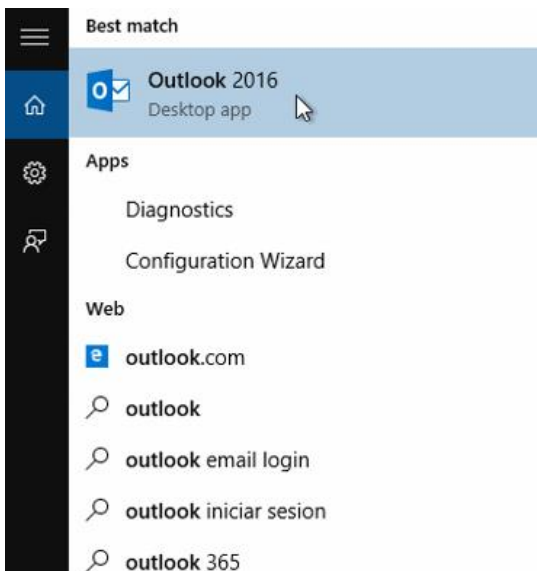 Best match
Outlook 2016
Desktop app
Apps
Diagnostics
Configuration Wizard
Web
outlook.com
outlook
outlook email login
outlook iniciar sesion
outlook 365